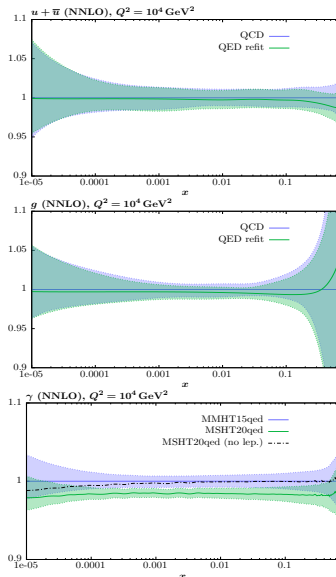 u + ū (NNLO), Q² = 10⁴ GeV²
1.1
QCD
QED refit
1.05
1
0.95
0.9
1e-05 0.0001 0.001 0.01 0.1
x
g (NNLO), Q² = 10⁴ GeV²
1.1
QCD
QED refit
1.05
1
0.95
0.9
1e-05 0.0001 0.001 0.01 0.1
x
γ (NNLO), Q² = 10⁴ GeV²
1.1
MMHT15qed
MSHT20qed
MSHT20qed (no lep.)
1
0.9
1e-05 0.0001 0.001 0.01 0.1
x